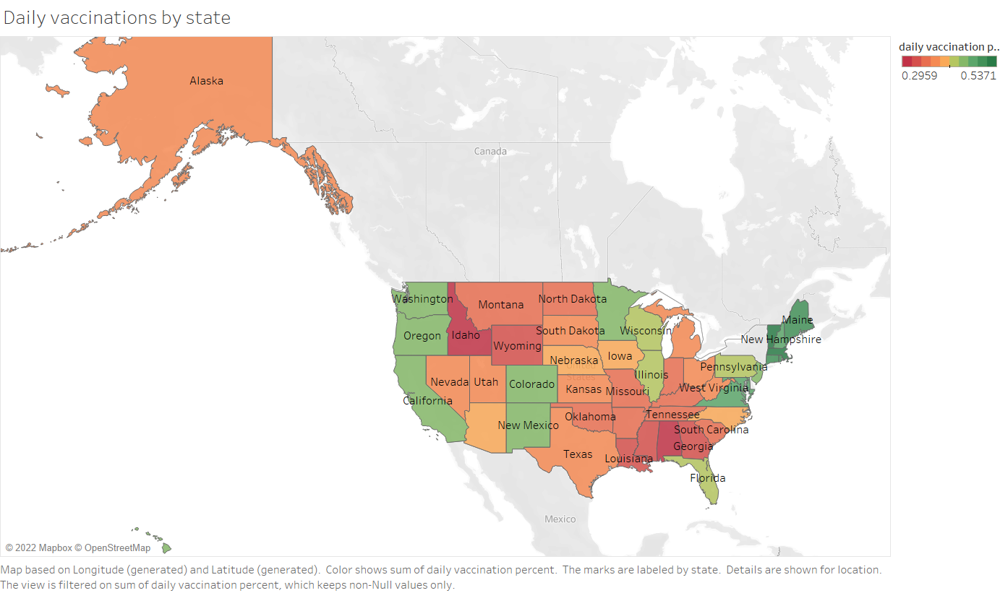 Daily vaccinations by state
daily vaccination p..
0.2959 0.5371
Alaska
Canada
Washington
Montana
North Dakota
Maine
Oregon
Idaho
South Dakota
Wisconsin
New Hampshire
Wyoming
Nebraska
Iowa
United
States
Illinois
Pennsylvania
Nevada
Utah
Colorado
Kansas
Missouri
West Virginia
California
New Mexico
Oklahoma
Tennessee
South Carolina
Georgia
Texas
Louisiana
Florida
Mexico
© 2022 Mapbox © OpenStreetMap
Map based on Longitude (generated) and Latitude (generated). Color shows sum of daily vaccination percent. The marks are labeled by state. Details are shown for location.
The view is filtered on sum of daily vaccination percent, which keeps non-Null values only.